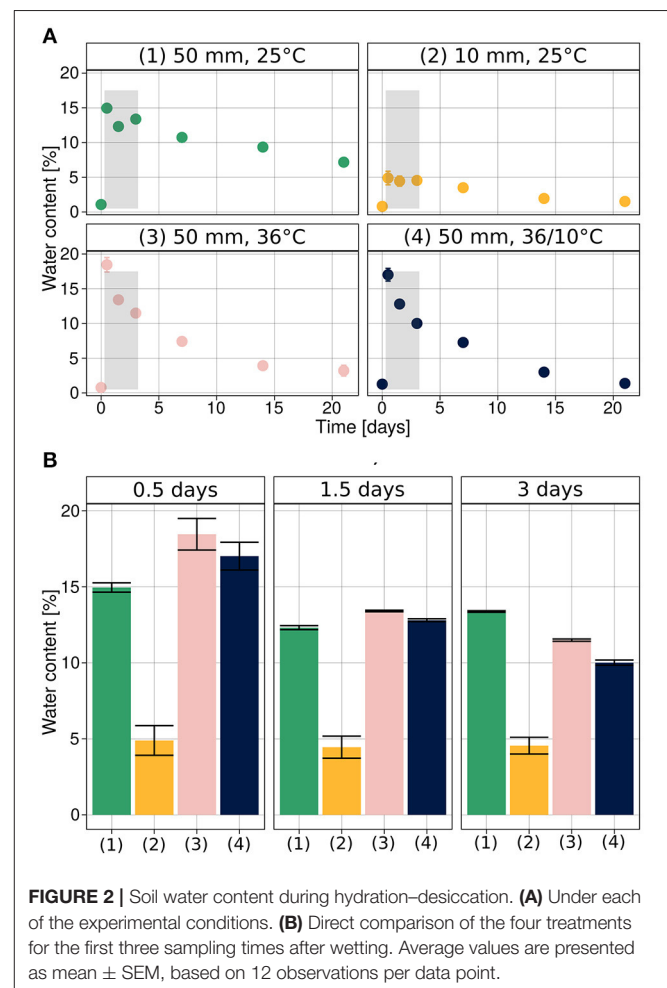 A
(1) 50 mm, 25°C
(2) 10 mm, 25°C
20
15
10
5
0
(3) 50 mm, 36°C
(4) 50 mm, 36/10°C
20
15
10
5
0
Water content [%]
0 5 10 15 20
0 5 10 15 20
Time [days]
B
0.5 days
1.5 days
3 days
20
15
10
5
0
Water content [%]
(1) (2) (3) (4)
(1) (2) (3) (4)
(1) (2) (3) (4)
FIGURE 2 | Soil water content during hydration–desiccation. (A) Under each
of the experimental conditions. (B) Direct comparison of the four treatments
for the first three sampling times after wetting. Average values are presented
as mean ± SEM, based on 12 observations per data point.